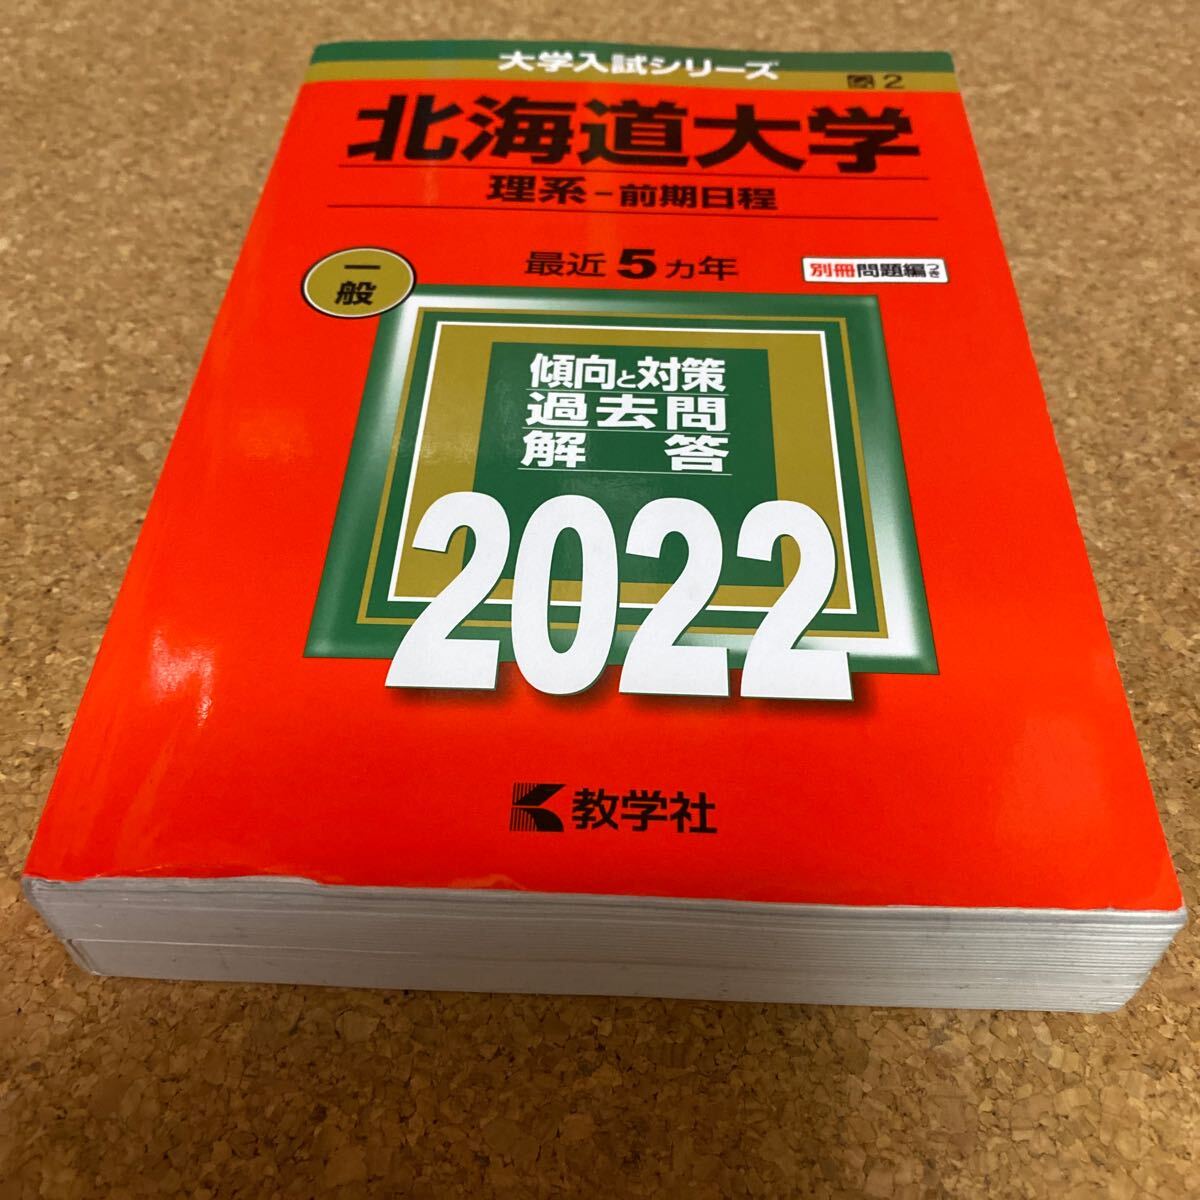 大学入試シリーズ
2
北海道大学
理系-前期日程
一般
最近5カ年
別冊問題編つき
傾向と対策
過去問
解答
2022
教学社